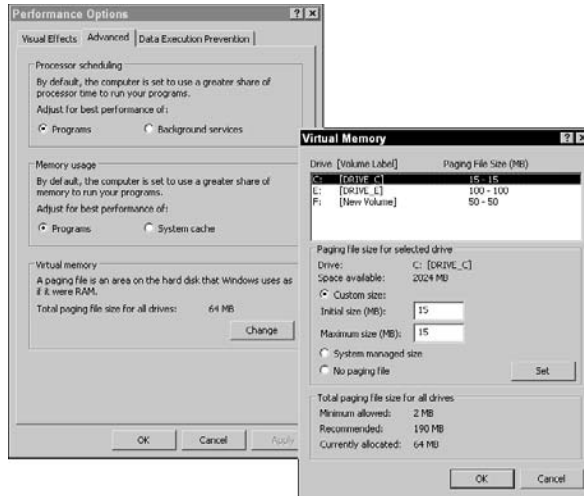 Performance Options
Visual Effects Advanced Data Execution Prevention
Processor scheduling
By default, the computer is set to use a greater share of
processor time to run your programs.
Adjust for best performance of:
Programs Background services
Memory usage
By default, the computer is set to use a greater share of
memory to run your programs.
Adjust for best performance of:
Programs System cache
Virtual memory
A paging file is an area on the hard disk that Windows uses as
if it were RAM.
Total paging file size for all drives: 64 MB
Change
OK Cancel Apply
Virtual Memory
Drive [Volume Label] Paging File Size (MB)
C: [DRIVE_C] 15 - 15
E: [DRIVE_E] 100 - 100
F: [New Volume] 50 - 50
Paging file size for selected drive
Drive: C: [DRIVE_C]
Space available: 2024 MB
Custom size:
Initial size (MB): 15
Maximum size (MB): 15
System managed size
No paging file Set
Total paging file size for all drives
Minimum allowed: 2 MB
Recommended: 190 MB
Currently allocated: 64 MB
OK Cancel